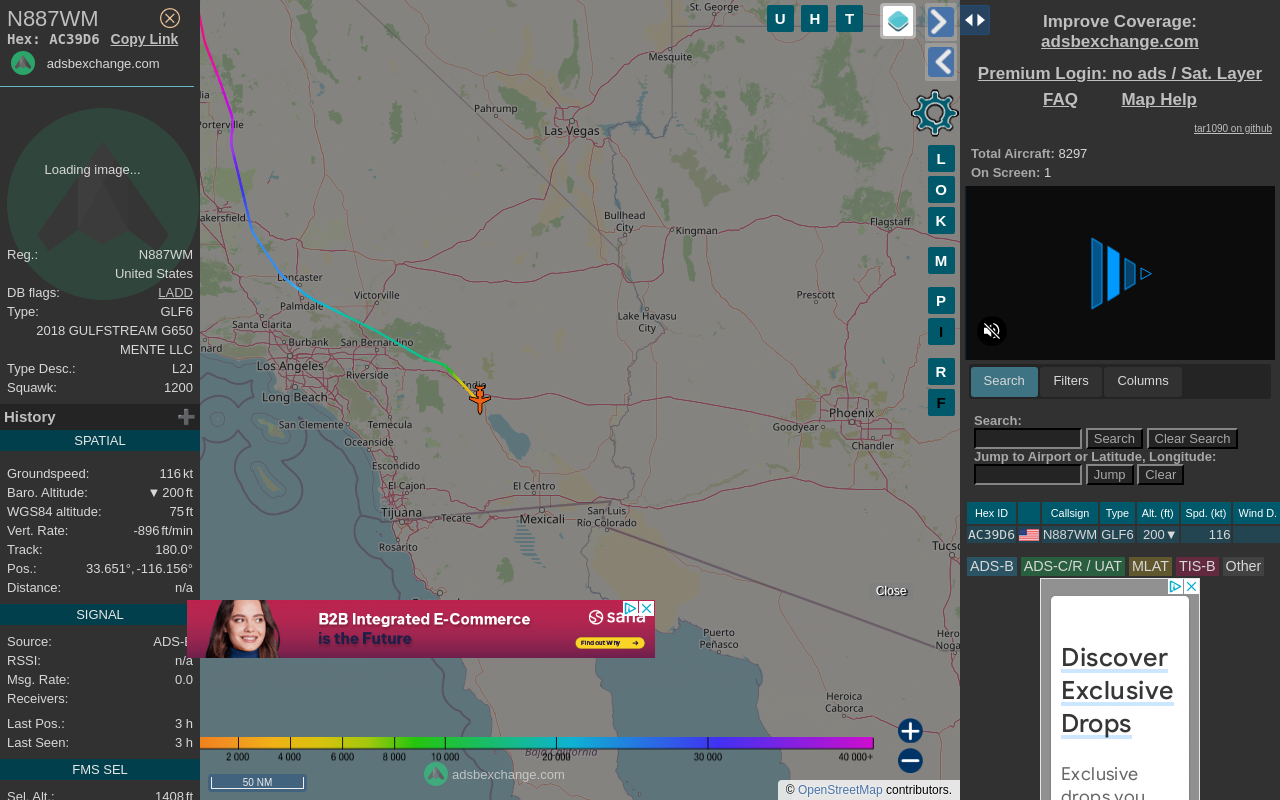 N887WM
Hex: AC39D6 Copy Link
adsbexchange.com
Loading image...
Reg.: N887WM
United States
DB flags: LADD
Type: GLF6
2018 GULFSTREAM G650
MENTE LLC
Type Desc.: L2J
Squawk: 1200
History
SPATIAL
Groundspeed: 116 kt
Baro. Altitude: ▼ 200 ft
WGS84 altitude: 75 ft
Vert. Rate: -896 ft/min
Track: 180.0°
Pos.: 33.651°, -116.156°
Distance: n/a
SIGNAL
Source: ADS-B
RSSI: n/a
Msg. Rate: 0.0
Receivers:
Last Pos.: 3 h
Last Seen: 3 h
FMS SEL
Sel. Alt.: 1408 ft
St. George
Mesquite
Pahrump
Las Vegas
Porterville
Bullhead
City
Kingman
Flagstaff
Lancaster
Palmdale
Victorville
Prescott
Lake Havasu
City
Santa Clarita
Burbank
San Bernardino
Los Angeles
Riverside
Indio
Long Beach
San Clemente
Temecula
Oceanside
Phoenix
Goodyear
Chandler
Escondido
El Cajon
El Centro
Tijuana
Tecate
Mexicali
San Luis
Río Colorado
Rosarito
Puerto
Peñasco
Heroica
Caborca
Baja California
U H T
L
O
K
M
P
I
R
F
Close
B2B Integrated E-Commerce
is the Future
sana
Find out Why
2 000 4 000 6 000 8 000 10 000 20 000 30 000 40 000+
50 NM
adsbexchange.com
© OpenStreetMap contributors.
Improve Coverage:
adsbexchange.com
Premium Login: no ads / Sat. Layer
FAQ Map Help
tar1090 on github
Total Aircraft: 8297
On Screen: 1
Search Filters Columns
Search:
Search Clear Search
Jump to Airport or Latitude, Longitude:
Jump Clear
Hex ID Callsign Type Alt. (ft) Spd. (kt) Wind D.
AC39D6 N887WM GLF6 200▼ 116
ADS-B ADS-C/R / UAT MLAT TIS-B Other
Discover
Exclusive
Drops
Exclusive
drops you